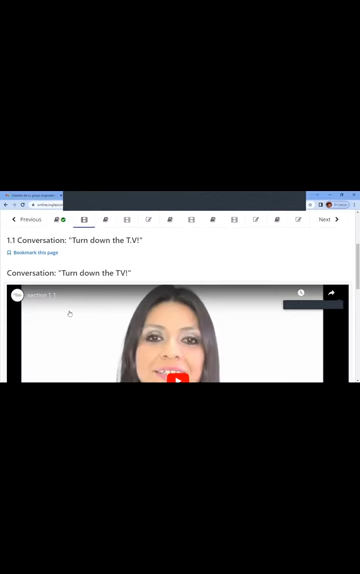 Previous
Next
1.1 Conversation: "Turn down the T.V!"
Bookmark this page
Conversation: "Turn down the TV!"
section 1.1